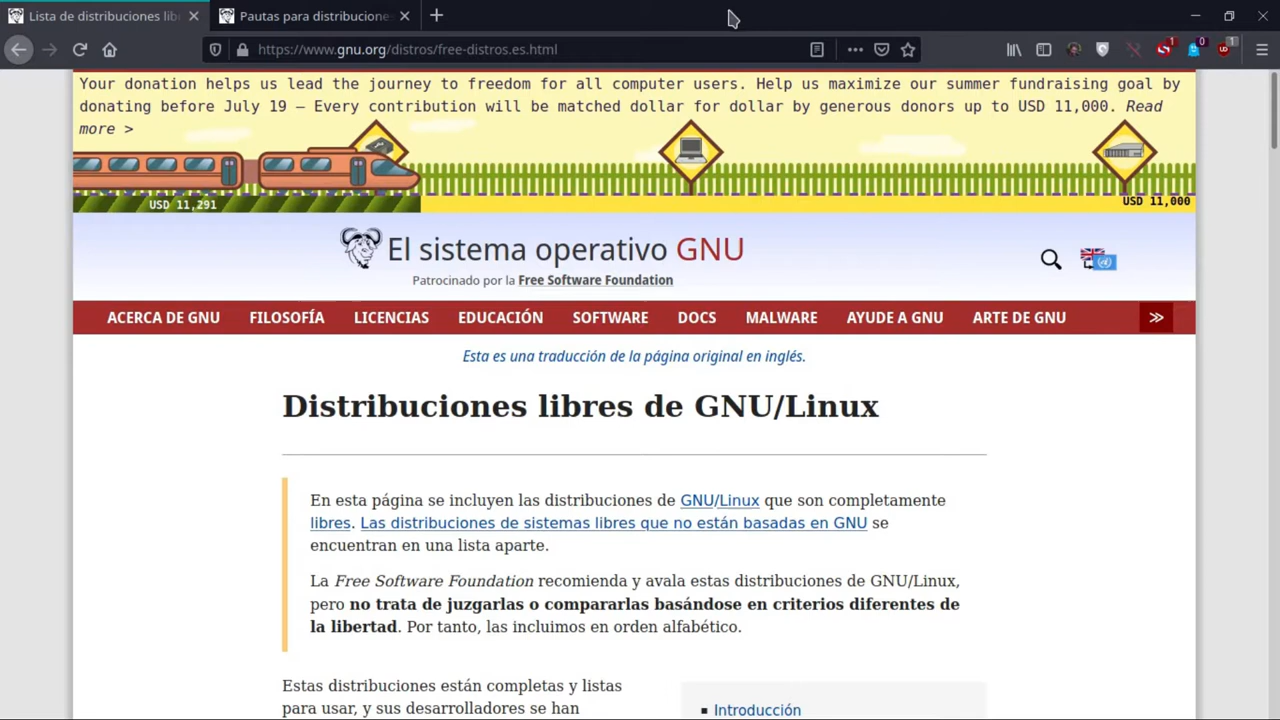 Lista de distribuciones lib
Pautas para distribuciones
https://www.gnu.org/distros/free-distros.es.html
1
0
1
Your donation helps us lead the journey to freedom for all computer users. Help us maximize our summer fundraising goal by
donating before July 19 — Every contribution will be matched dollar for dollar by generous donors up to USD 11,000. Read
more >
USD 11,291
USD 11,000
El sistema operativo GNU
Patrocinado por la Free Software Foundation
ACERCA DE GNU FILOSOFÍA LICENCIAS EDUCACIÓN SOFTWARE DOCS MALWARE AYUDE A GNU ARTE DE GNU
Esta es una traducción de la página original en inglés.
Distribuciones libres de GNU/Linux
En esta página se incluyen las distribuciones de GNU/Linux que son completamente
libres. Las distribuciones de sistemas libres que no están basadas en GNU se
encuentran en una lista aparte.
La Free Software Foundation recomienda y avala estas distribuciones de GNU/Linux,
pero no trata de juzgarlas o compararlas basándose en criterios diferentes de
la libertad. Por tanto, las incluimos en orden alfabético.
Estas distribuciones están completas y listas
para usar, y sus desarrolladores se han
Introducción